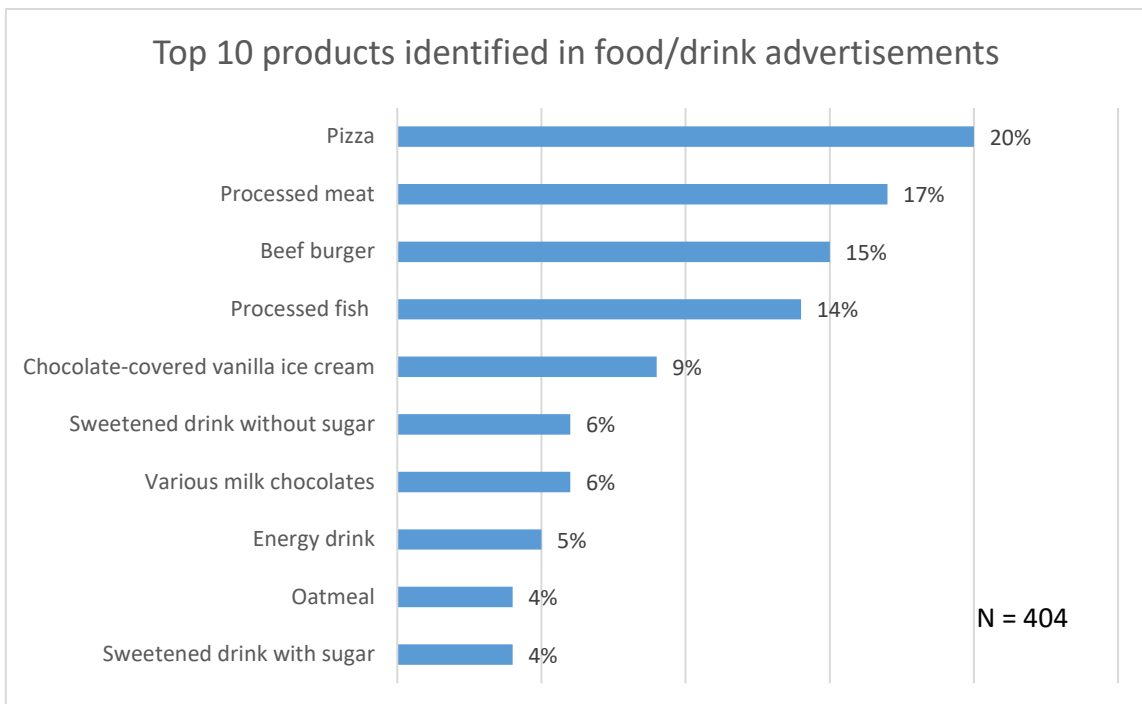 Top 10 products identified in food/drink advertisements
Pizza 20%
Processed meat 17%
Beef burger 15%
Processed fish 14%
Chocolate-covered vanilla ice cream 9%
Sweetened drink without sugar 6%
Various milk chocolates 6%
Energy drink 5%
Oatmeal 4%
N = 404
Sweetened drink with sugar 4%